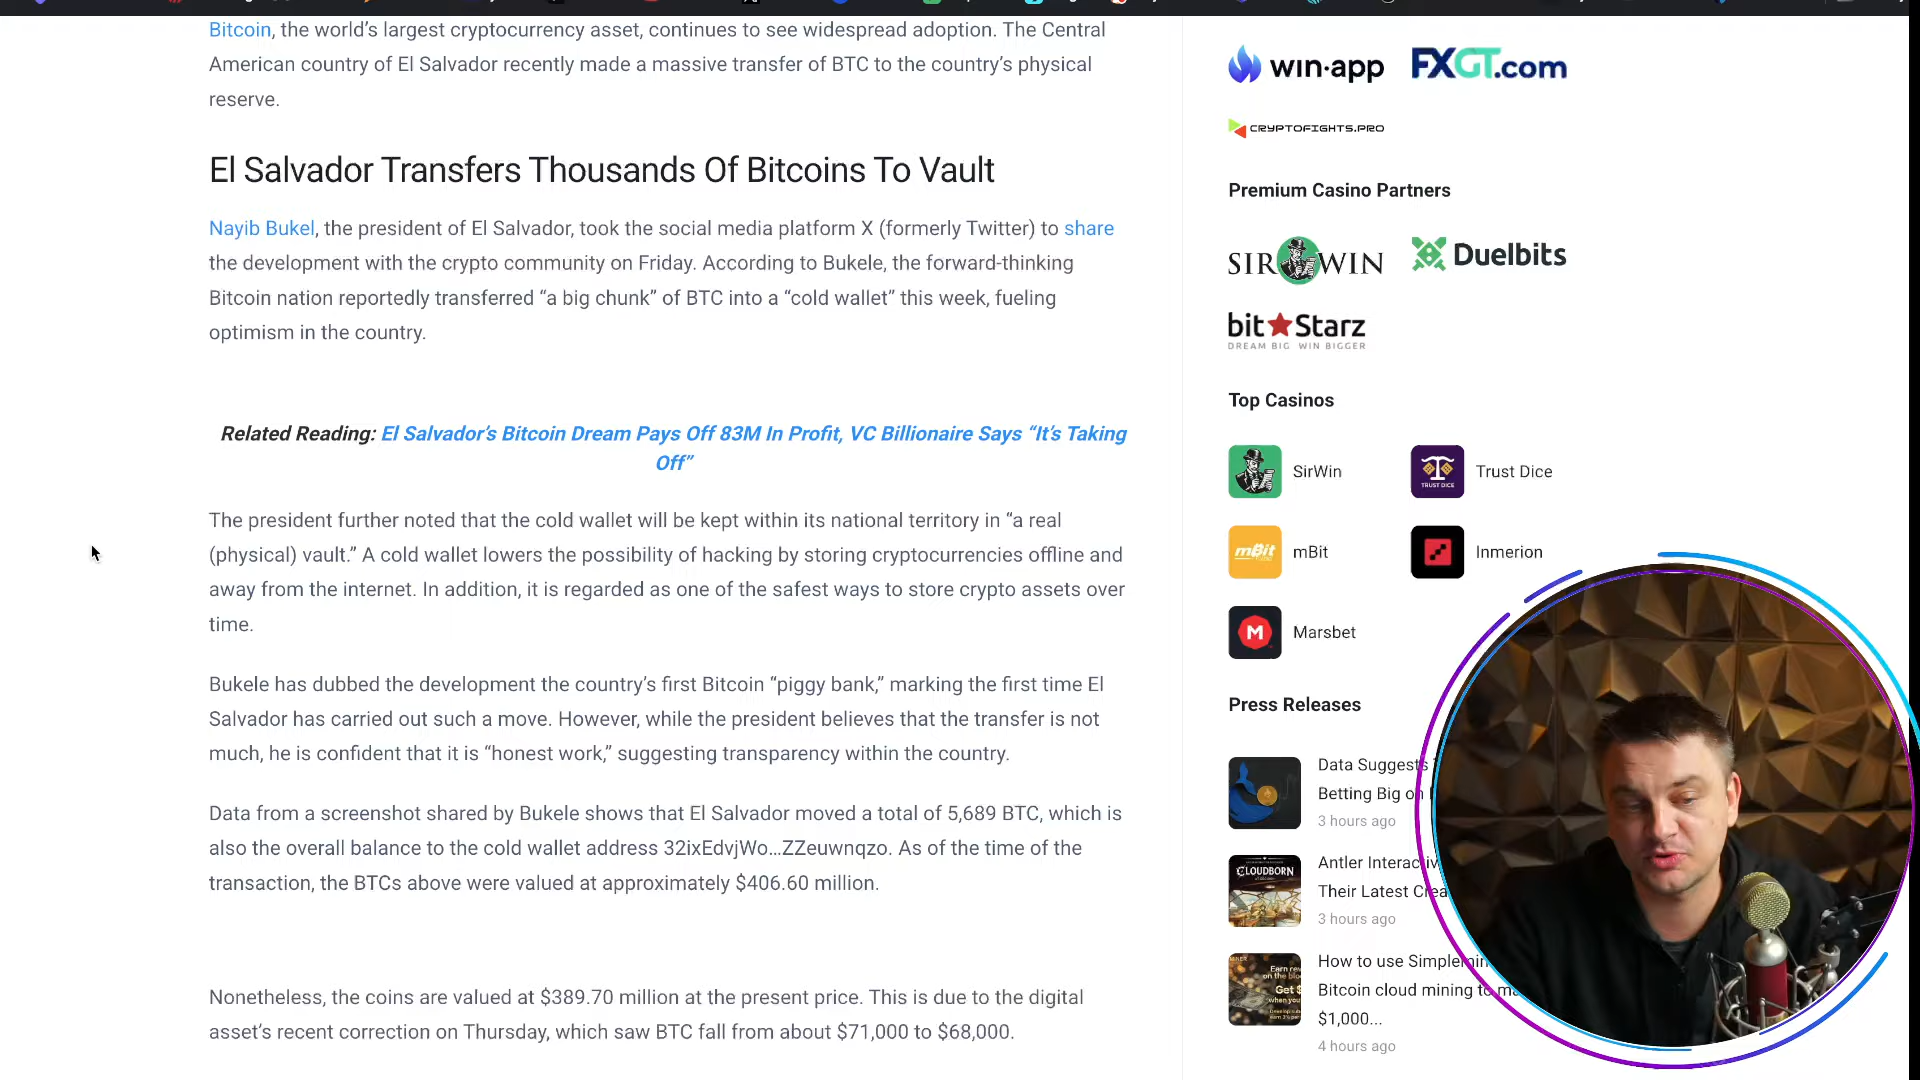 Bitcoin, the world’s largest cryptocurrency asset, continues to see widespread adoption. The Central
American country of El Salvador recently made a massive transfer of BTC to the country’s physical
reserve.
El Salvador Transfers Thousands Of Bitcoins To Vault
Nayib Bukel, the president of El Salvador, took the social media platform X (formerly Twitter) to share
the development with the crypto community on Friday. According to Bukele, the forward-thinking
Bitcoin nation reportedly transferred “a big chunk” of BTC into a “cold wallet” this week, fueling
optimism in the country.
Related Reading: El Salvador’s Bitcoin Dream Pays Off 83M In Profit, VC Billionaire Says “It’s Taking
Off”
The president further noted that the cold wallet will be kept within its national territory in “a real
(physical) vault.” A cold wallet lowers the possibility of hacking by storing cryptocurrencies offline and
away from the internet. In addition, it is regarded as one of the safest ways to store crypto assets over
time.
Bukele has dubbed the development the country’s first Bitcoin “piggy bank,” marking the first time El
Salvador has carried out such a move. However, while the president believes that the transfer is not
much, he is confident that it is “honest work,” suggesting transparency within the country.
Data from a screenshot shared by Bukele shows that El Salvador moved a total of 5,689 BTC, which is
also the overall balance to the cold wallet address 32ixEdvjWo…ZZeuwnqzo. As of the time of the
transaction, the BTCs above were valued at approximately $406.60 million.
Nonetheless, the coins are valued at $389.70 million at the present price. This is due to the digital
asset’s recent correction on Thursday, which saw BTC fall from about $71,000 to $68,000.
win·app FXGT.com
CRYPTOFIGHTS.PRO
Premium Casino Partners
SIR WIN Duelbits
bit Starz
DREAM BIG WIN BIGGER
Top Casinos
SirWin
TRUST DICE
Trust Dice
mBit
mBit
Inmerion
M
Marsbet
Press Releases
Data Suggests
Betting Big on
3 hours ago
CLOUDBORN
Antler Interactiv
Their Latest Crea
3 hours ago
Earn rew
on the blo
Get $
when you
How to use Simplemin
Bitcoin cloud mining to ma
$1,000...
4 hours ago